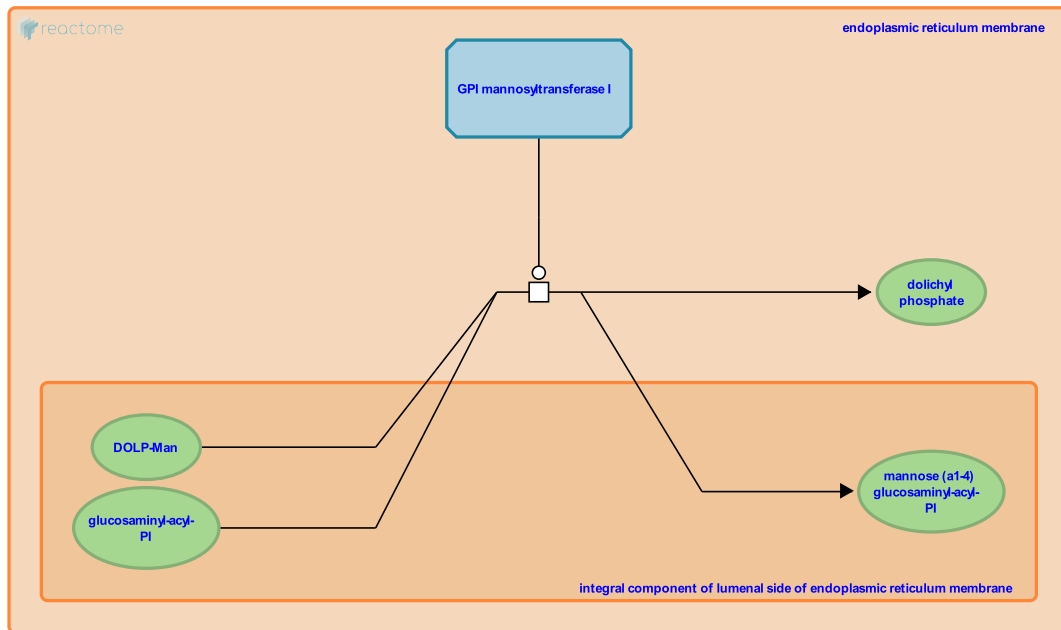 reactome
endoplasmic reticulum membrane
GPI mannosyltransferase I
dolichyl
phosphate
DOLP-Man
mannose (a1-4)
glucosaminyl-acyl-
PI
glucosaminyl-acyl-
PI
integral component of lumenal side of endoplasmic reticulum membrane